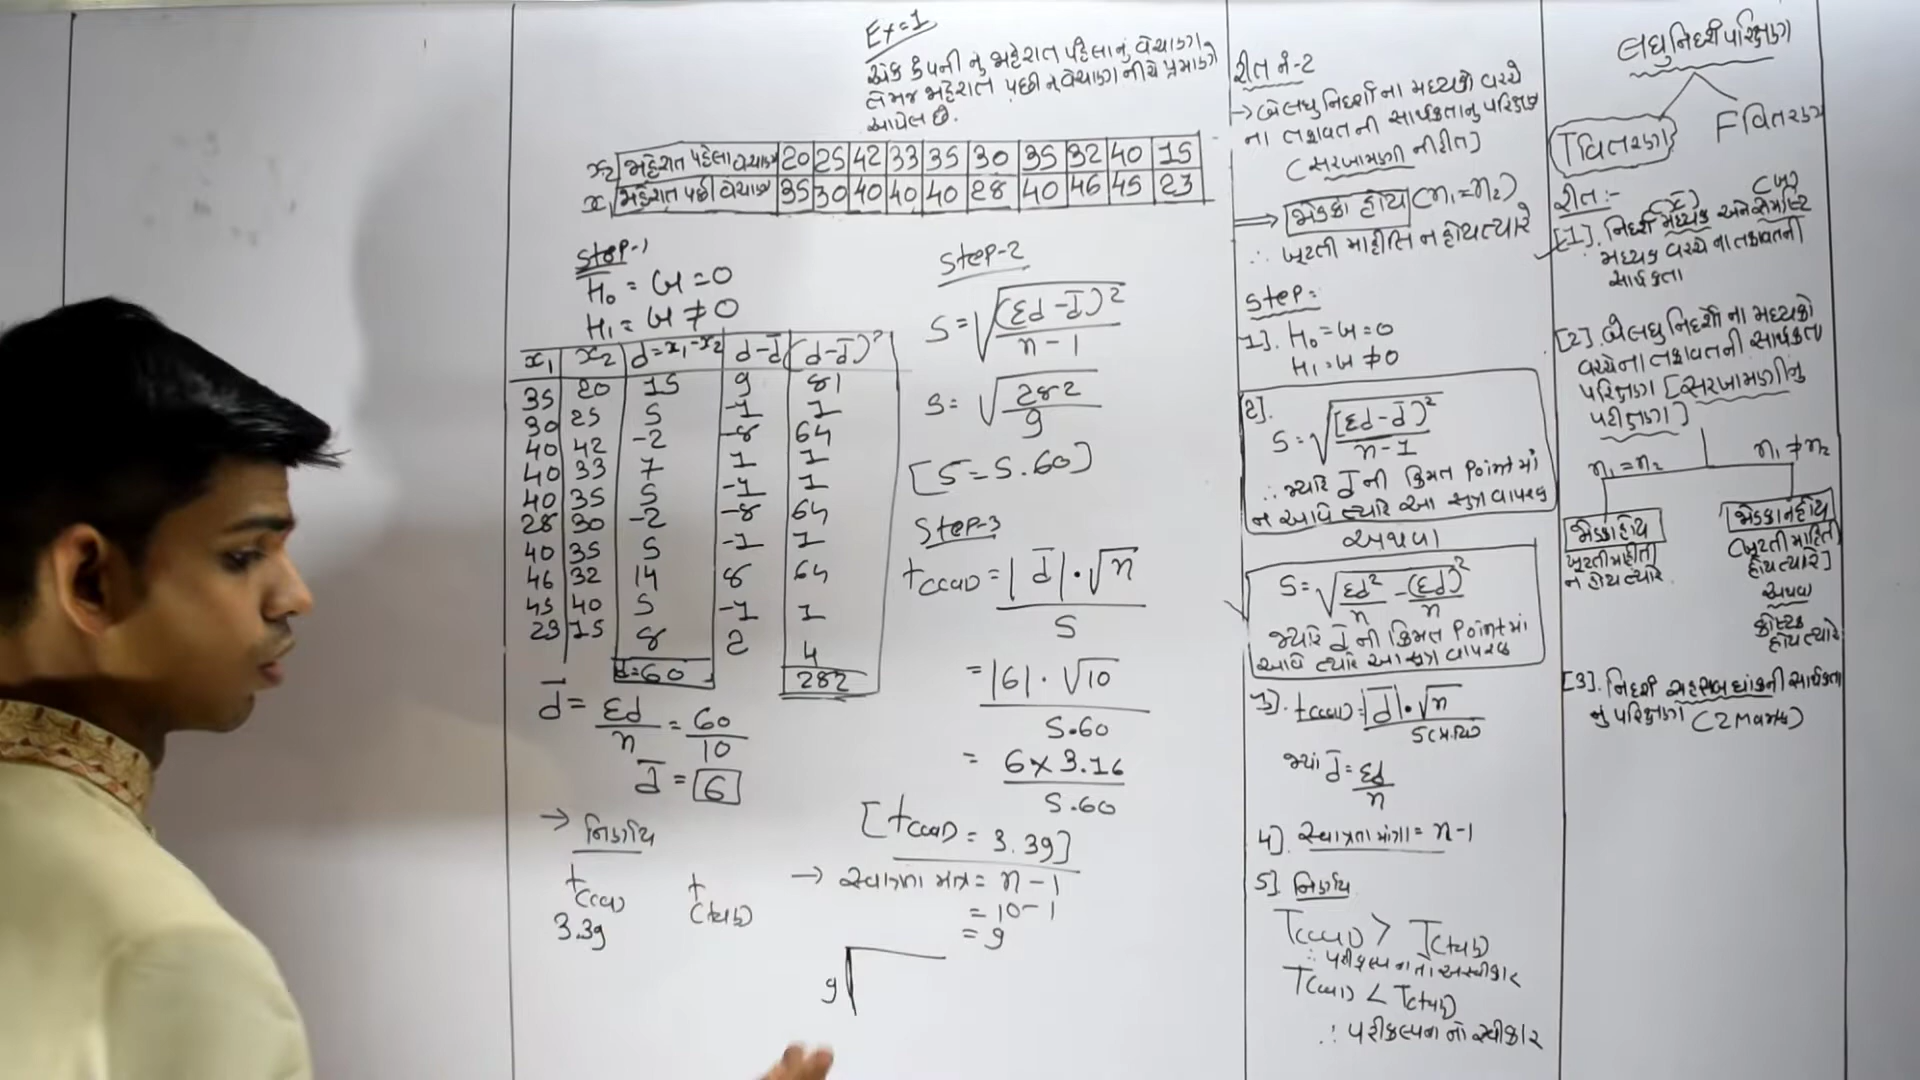 Ex=1
એક કંપની નું જાહેરાત પહેલાનું વેચાણ
તેમજ જાહેરાત પછી નું વેચાણ નીચે પ્રમાણે
આપેલ છે.
x₂ જાહેરાત પહેલા વેચાણ 20 25 42 33 35 30 35 32 40 15
x₁ જાહેરાત પછી વેચાણ 35 30 40 40 40 28 40 46 45 23
Step-1
H₀ = μ = 0
H₁ = μ ≠ 0
x₁ x₂ d=x₁-x₂ d-d̄ (d-d̄)²
35 20 15 9 81
30 25 5 -1 1
40 42 -2 -8 64
40 33 7 1 1
40 35 5 -1 1
28 30 -2 -8 64
40 35 5 -1 1
46 32 14 8 64
45 40 5 -1 1
23 15 8 2 4
d=60 282
d̄ = Σd/n = 60/10
d̄ = 6
→ નિર્ણય
t(cal) t(tab)
3.39
Step-2
S = √((Σd-d̄)²/n-1)
S = √(282/9)
[S = 5.60]
Step-3
t(cal) = |d̄|·√n / S
= |6|·√10 / 5.60
= 6 × 3.16 / 5.60
[t(cal) = 3.39]
→ સ્વતંત્રતા માત્રા = n-1
= 10-1
= 9
9
રીત નં-2
→ બે લઘુ નિદર્શોના મધ્યકો વચ્ચે
ના તફાવતની સાર્થકતાનું પરિક્ષણ
(સરખામણી ની રીત)
⇒ જોડકા હોય (n₁=n₂)
∴ ખૂટતી માહીતિ ન હોય ત્યારે
Step:
1]. H₀ = μ = 0
H₁ = μ ≠ 0
2].
S = √([Σd-d̄)²/n-1)
∴ જ્યારે d̄ ની કિંમત Point માં
ન આવે ત્યારે આ સૂત્ર વાપરવું
અથવા
S = √(Σd²/n - (Σd/n)²)
જ્યારે d̄ ની કિંમત Point માં
આવે ત્યારે આ સૂત્ર વાપરવું
3]. t(cal) = |d̄|·√n / S
જ્યાં d̄ = Σd/n
4]. સ્વતંત્રતા માત્રા = n-1
5] નિર્ણય
T(cal) > T(tab)
∴ પરીકલ્પના નો અસ્વીકાર
T(cal) < T(tab)
∴ પરીકલ્પના નો સ્વીકાર
લઘુ નિદર્શ પરિક્ષણ
T વિતરણ F વિતરણ
રીત:-
[1]. નિદર્શ મધ્યક અને સમષ્ટિ
મધ્યક વચ્ચે ના તફાવતની
સાર્થકતા
[2]. બે લઘુ નિદર્શો ના મધ્યકો
વચ્ચેના તફાવતની સાર્થકતા
પરિક્ષણ [સરખામણીનું
પરીક્ષણ]
n₁ = n₂ n₁ ≠ n₂
જોડકા હોય
ખૂટતી માહીતી
ન હોય ત્યારે
જોડકા ન હોય
(ખૂટતી માહિતી
હોય ત્યારે]
અથવા
કોષ્ટક
હોય ત્યારે
[3]. નિદર્શ સહસંબંધાંકની સાર્થકતા
નું પરિક્ષણ (2 Marks)